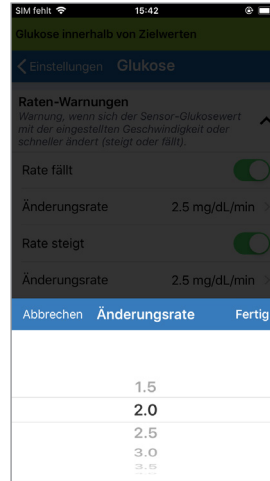 SIM fehlt 15:42
Glukose innerhalb von Zielwerten
Einstellungen Glukose
Raten-Warnungen
Warnung, wenn sich der Sensor-Glukosewert
mit der eingestellten Geschwindigkeit oder
schneller ändert (steigt oder fällt).
Rate fällt
Änderungsrate 2.5 mg/dL/min
Rate steigt
Änderungsrate 2.5 mg/dL/min
Abbrechen Änderungsrate Fertig
1.5
2.0
2.5
3.0
3.5